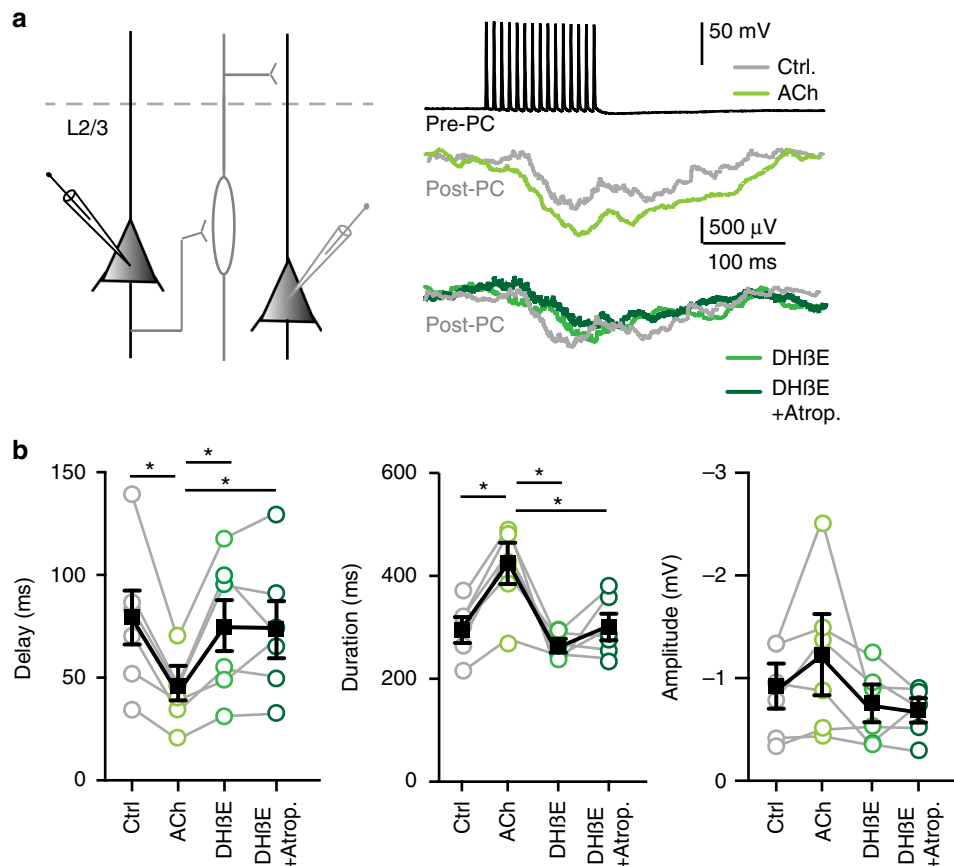 a
L2/3
50 mV
Ctrl.
ACh
Pre-PC
Post-PC
500 µV
100 ms
Post-PC
DHßE
DHßE
+Atrop.
b
Delay (ms)
150
100
50
0
* * *
Ctrl
ACh
DHßE
DHßE
+Atrop.
Duration (ms)
600
400
200
0
* * *
Ctrl
ACh
DHßE
DHßE
+Atrop.
Amplitude (mV)
–3
–2
–1
0
Ctrl
ACh
DHßE
DHßE
+Atrop.